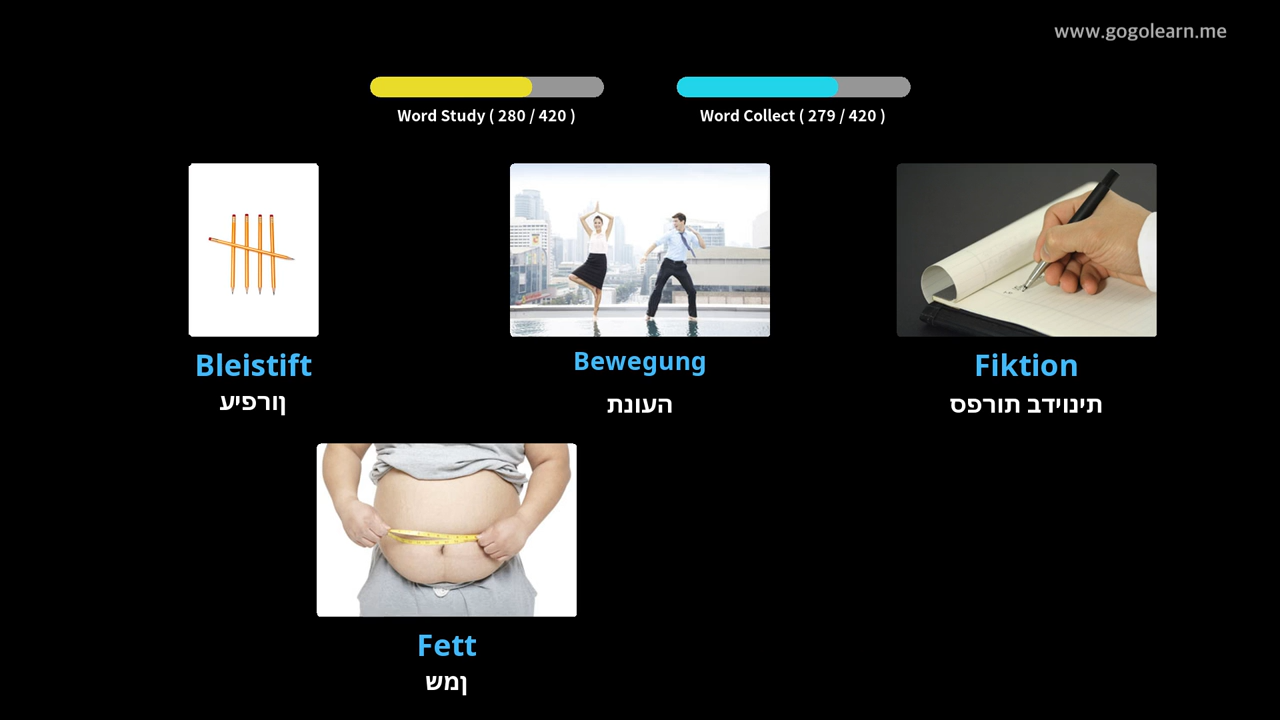 www.gogolearn.me
Word Study ( 280 / 420 )
Word Collect ( 279 / 420 )
Bleistift
עיפרון
Bewegung
תנועה
Fiktion
ספרות בדיונית
Fett
שמן